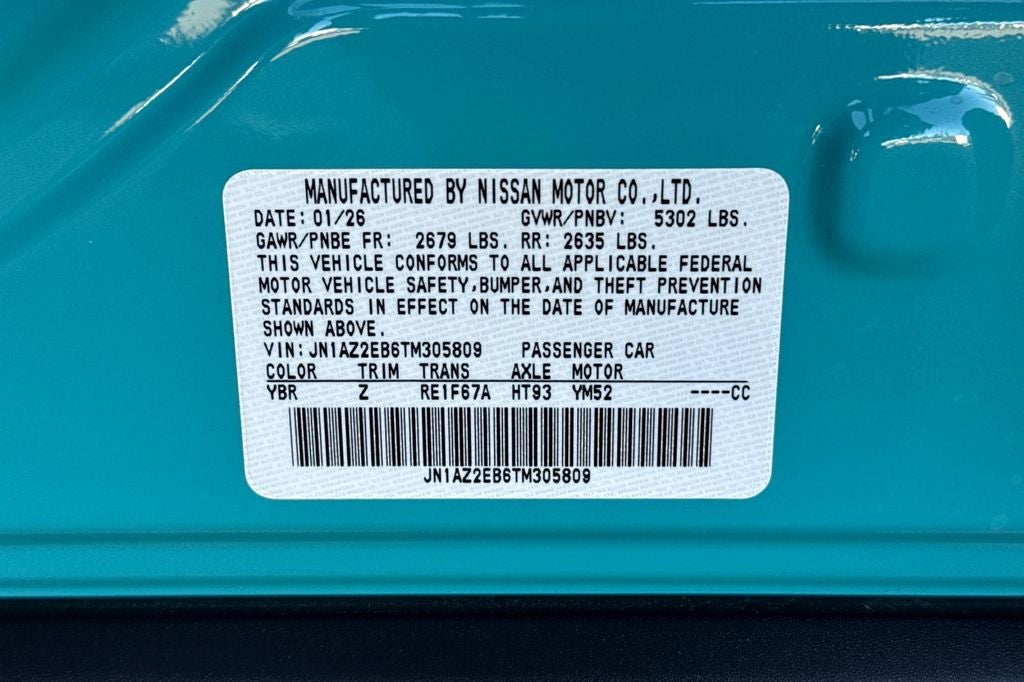 MANUFACTURED BY NISSAN MOTOR CO.,LTD.
DATE: 01/26 GVWR/PNBV: 5302 LBS.
GAWR/PNBE FR: 2679 LBS. RR: 2635 LBS.
THIS VEHICLE CONFORMS TO ALL APPLICABLE FEDERAL
MOTOR VEHICLE SAFETY,BUMPER,AND THEFT PREVENTION
STANDARDS IN EFFECT ON THE DATE OF MANUFACTURE
SHOWN ABOVE.
VIN:JN1AZ2EB6TM305809 PASSENGER CAR
COLOR TRIM TRANS AXLE MOTOR
YBR Z RE1F67A HT93 YM52 ----CC
JN1AZ2EB6TM305809